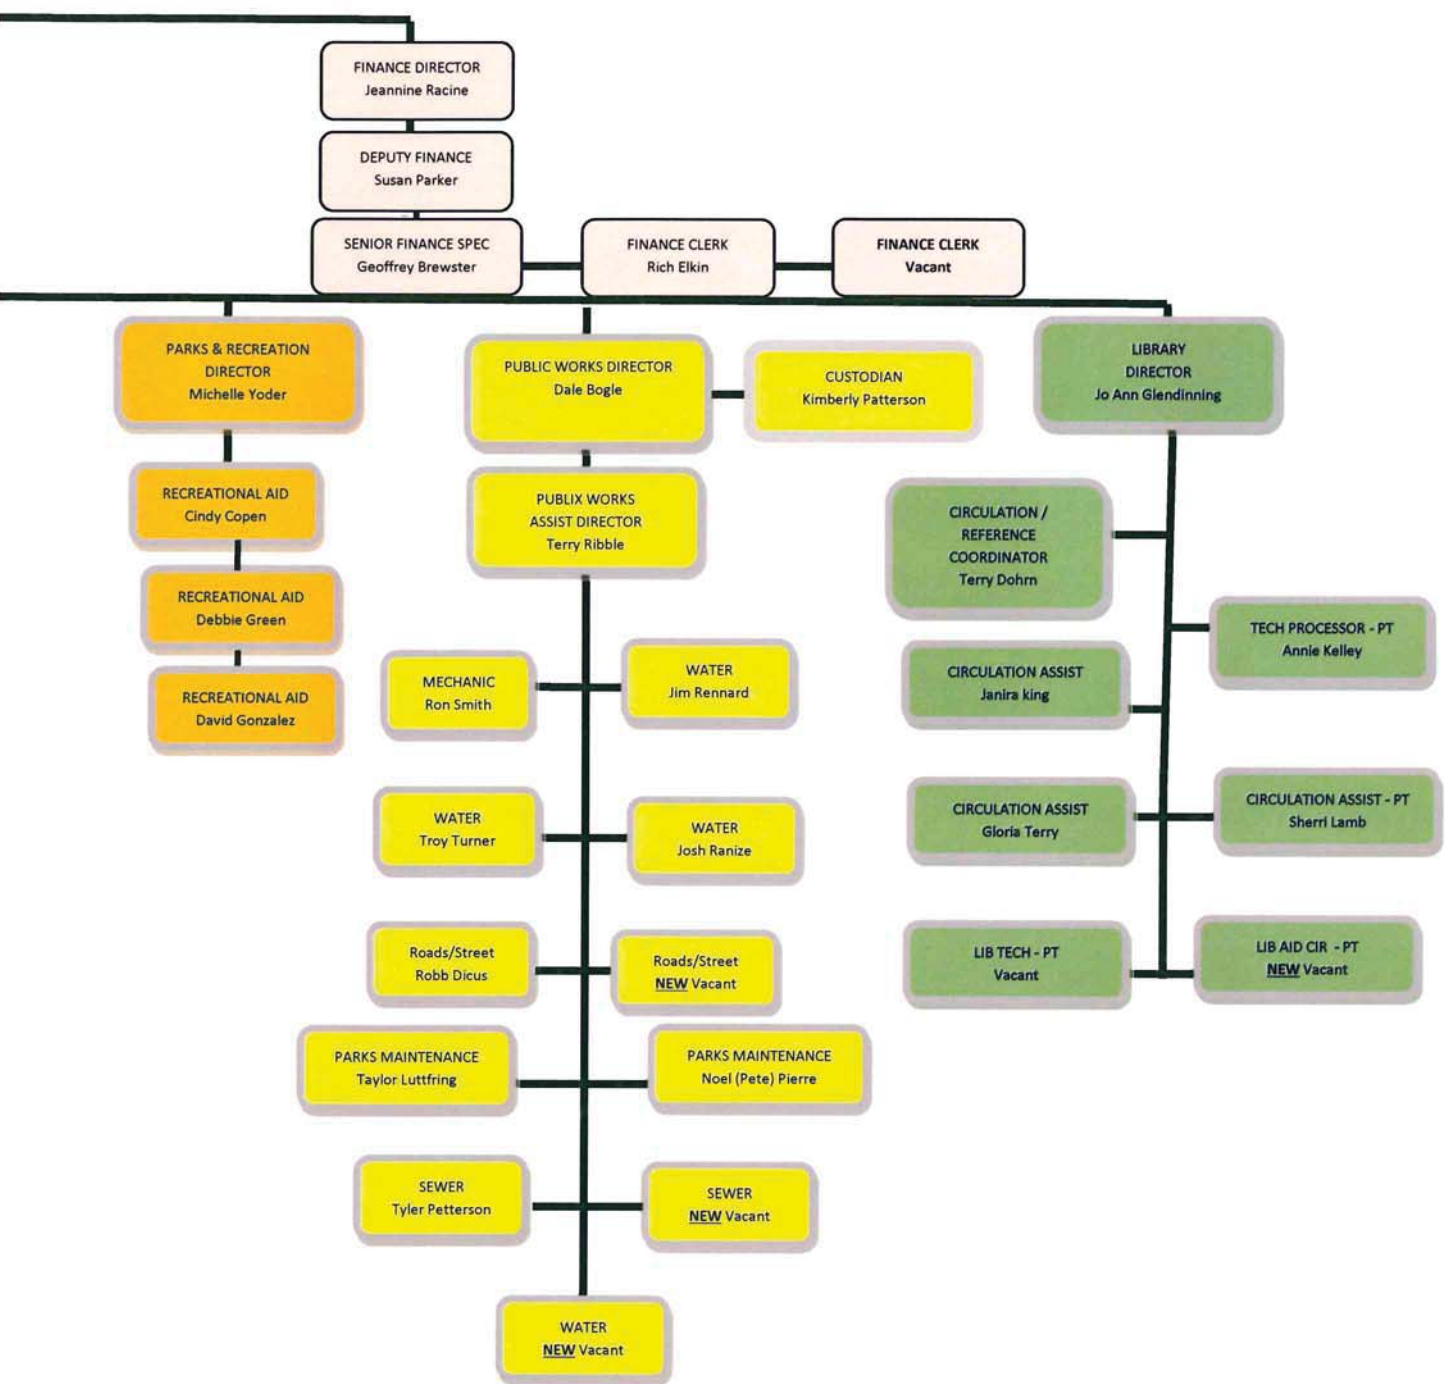 FINANCE DIRECTOR
Jeannine Racine
DEPUTY FINANCE
Susan Parker
SENIOR FINANCE SPEC
Geoffrey Brewster
FINANCE CLERK
Rich Elkin
FINANCE CLERK
Vacant
PARKS & RECREATION
DIRECTOR
Michelle Yoder
RECREATIONAL AID
Cindy Copen
RECREATIONAL AID
Debbie Green
RECREATIONAL AID
David Gonzalez
PUBLIC WORKS DIRECTOR
Dale Bogle
CUSTODIAN
Kimberly Patterson
PUBLIX WORKS
ASSIST DIRECTOR
Terry Ribble
MECHANIC
Ron Smith
WATER
Jim Rennard
WATER
Troy Turner
WATER
Josh Ranize
Roads/Street
Robb Dicus
Roads/Street
NEW Vacant
PARKS MAINTENANCE
Taylor Luttfring
PARKS MAINTENANCE
Noel (Pete) Pierre
SEWER
Tyler Petterson
SEWER
NEW Vacant
WATER
NEW Vacant
LIBRARY
DIRECTOR
Jo Ann Glendinning
CIRCULATION /
REFERENCE
COORDINATOR
Terry Dohrn
TECH PROCESSOR - PT
Annie Kelley
CIRCULATION ASSIST
Janira king
CIRCULATION ASSIST
Gloria Terry
CIRCULATION ASSIST - PT
Sherri Lamb
LIB TECH - PT
Vacant
LIB AID CIR - PT
NEW Vacant